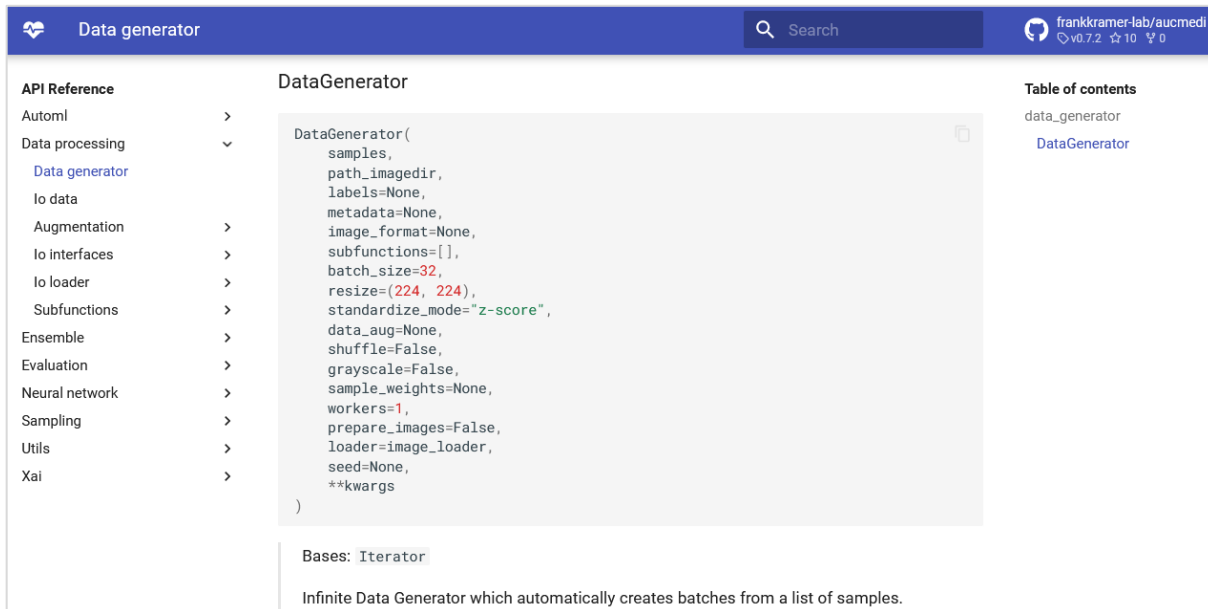 Data generator
Search
frankkramer-lab/aucmedi
v0.7.2 10 0
API Reference
Automl
Data processing
Data generator
Io data
Augmentation
Io interfaces
Io loader
Subfunctions
Ensemble
Evaluation
Neural network
Sampling
Utils
Xai
DataGenerator
DataGenerator(
    samples,
    path_imagedir,
    labels=None,
    metadata=None,
    image_format=None,
    subfunctions=[],
    batch_size=32,
    resize=(224, 224),
    standardize_mode="z-score",
    data_aug=None,
    shuffle=False,
    grayscale=False,
    sample_weights=None,
    workers=1,
    prepare_images=False,
    loader=image_loader,
    seed=None,
    **kwargs
)
Bases: Iterator
Infinite Data Generator which automatically creates batches from a list of samples.
Table of contents
data_generator
DataGenerator